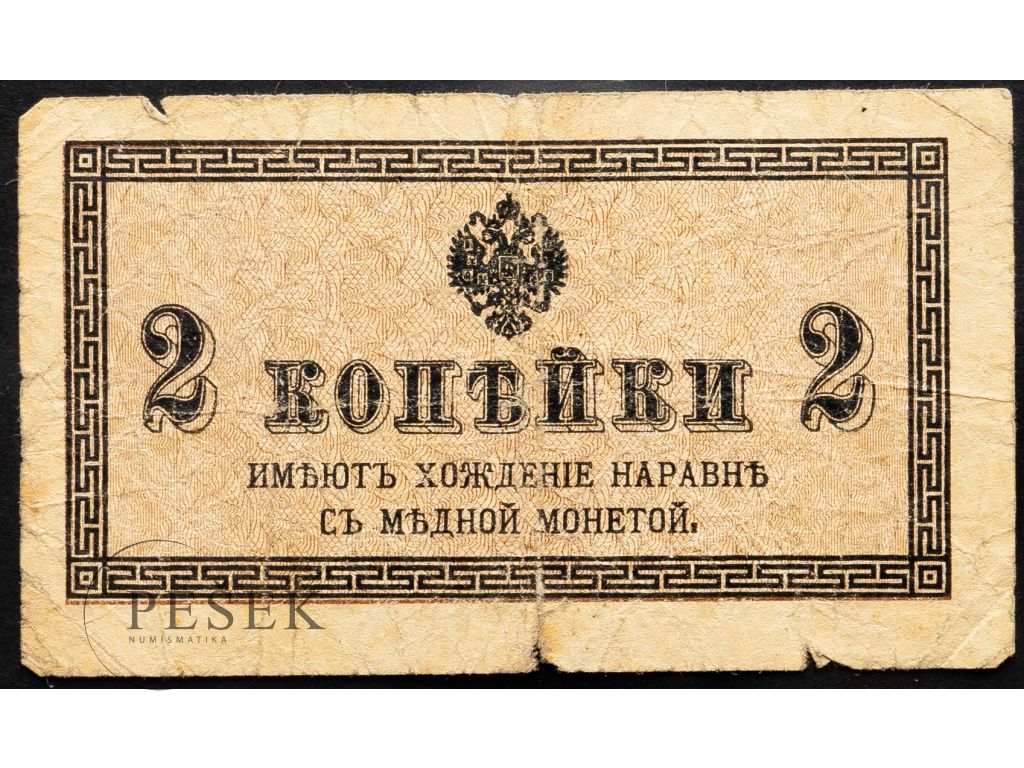 2 КОПѢЙКИ 2
ИМѢЮТЪ ХОЖДЕНІЕ НАРАВНѢ
СЪ МѢДНОЙ МОНЕТОЙ.
PESEK
NUMISMATIKA